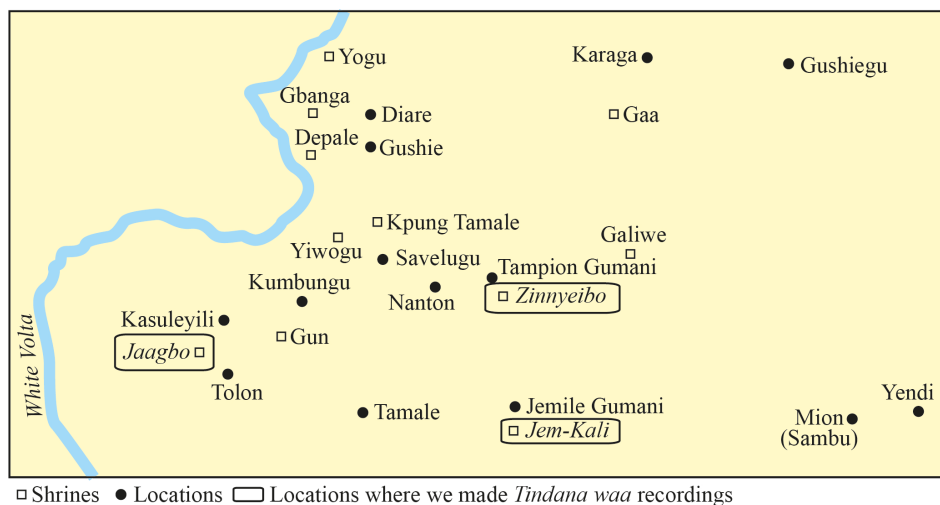 Yogu
Karaga
Gushiegu
Gbanga
Diare
Gaa
Depale
Gushie
Kpung Tamale
Yiwogu
Galiwe
Savelugu
Tampion Gumani
Kumbungu
Nanton
Zinnyeibo
Kasuleyili
Gun
Jaagbo
White Volta
Tolon
Tamale
Jemile Gumani
Yendi
Jem-Kali
Mion
(Sambu)
Shrines Locations Locations where we made Tindana waa recordings